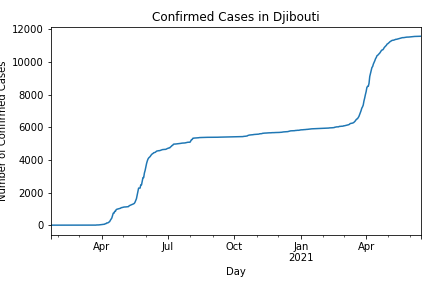 Confirmed Cases in Djibouti
12000
10000
8000
6000
4000
2000
0
Number of Confirmed Cases
Apr
Jul
Oct
Jan
2021
Apr
Day